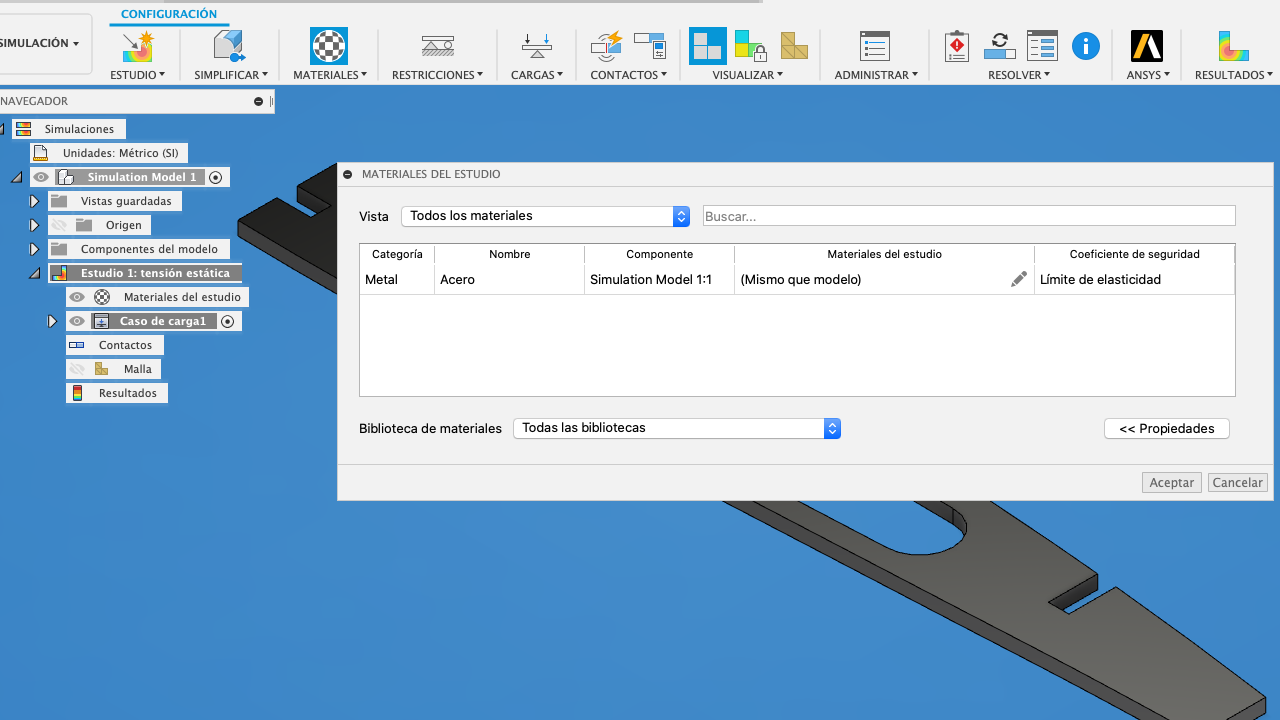 CONFIGURACIÓN
SIMULACIÓN
ESTUDIO
SIMPLIFICAR
MATERIALES
RESTRICCIONES
CARGAS
CONTACTOS
VISUALIZAR
ADMINISTRAR
RESOLVER
ANSYS
RESULTADOS
NAVEGADOR
Simulaciones
Unidades: Métrico (SI)
Simulation Model 1
Vistas guardadas
Origen
Componentes del modelo
Estudio 1: tensión estática
Materiales del estudio
Caso de carga1
Contactos
Malla
Resultados
MATERIALES DEL ESTUDIO
Vista Todos los materiales Buscar...
Categoría Nombre Componente Materiales del estudio Coeficiente de seguridad
Metal Acero Simulation Model 1:1 (Mismo que modelo) Límite de elasticidad
Biblioteca de materiales Todas las bibliotecas << Propiedades
Aceptar Cancelar